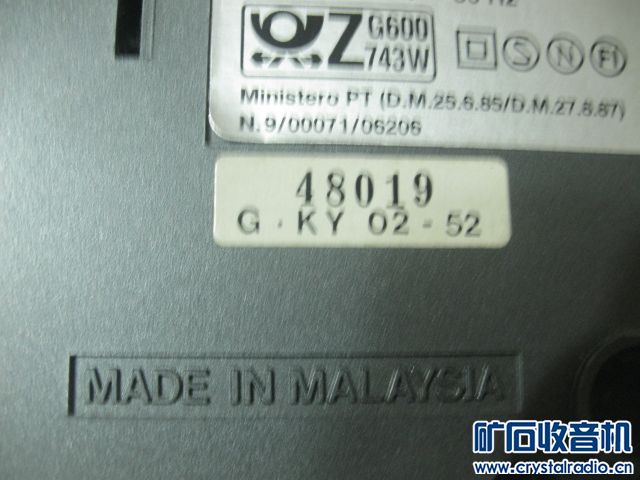 Z G600
743W
S N FI
Ministero PT (D.M.25.6.85/D.M.27.8.87)
N.9/00071/06206
48019
G.KY 02-52
MADE IN MALAYSIA
矿石收音机
www.crystalradio.cn